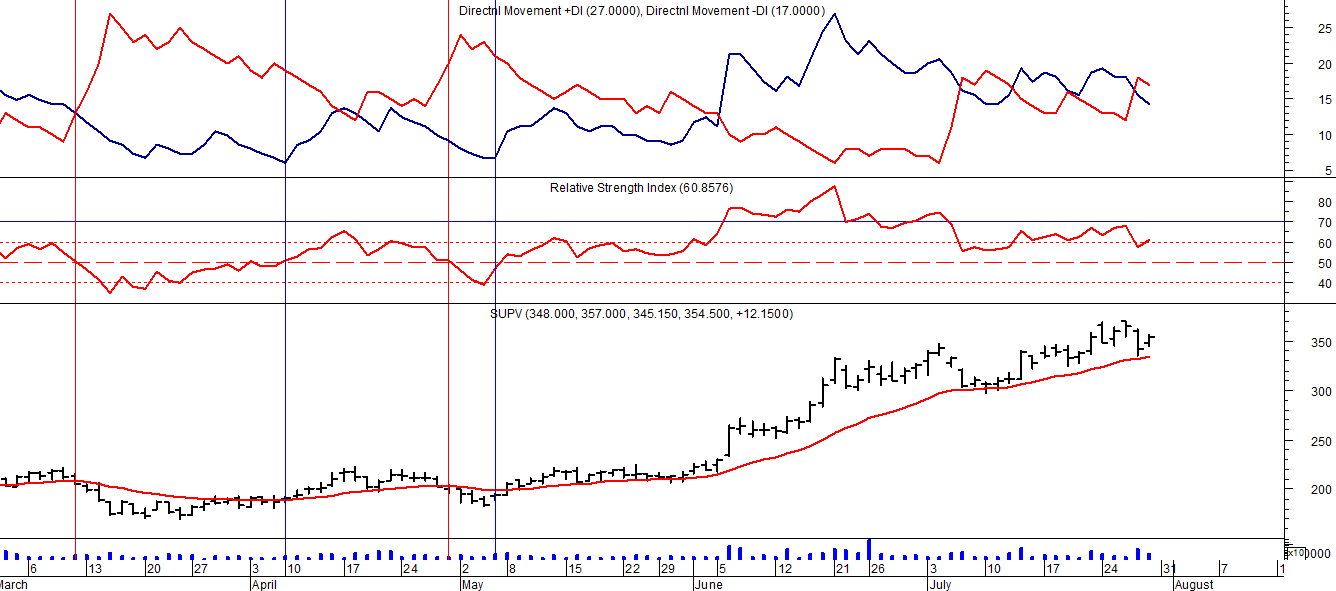 Directnl Movement +DI (27.0000), Directnl Movement -DI (17.0000)
25
20
15
10
5
Relative Strength Index (60.8576)
80
70
60
50
40
SUPV (348.000, 357.000, 345.150, 354.500, +12.1500)
350
300
250
200
x10
0000
6 13 20 27 3 10 17 24 2 8 15 22 29 5 12 21 26 3 10 17 24 31 7 1
March April May June July August